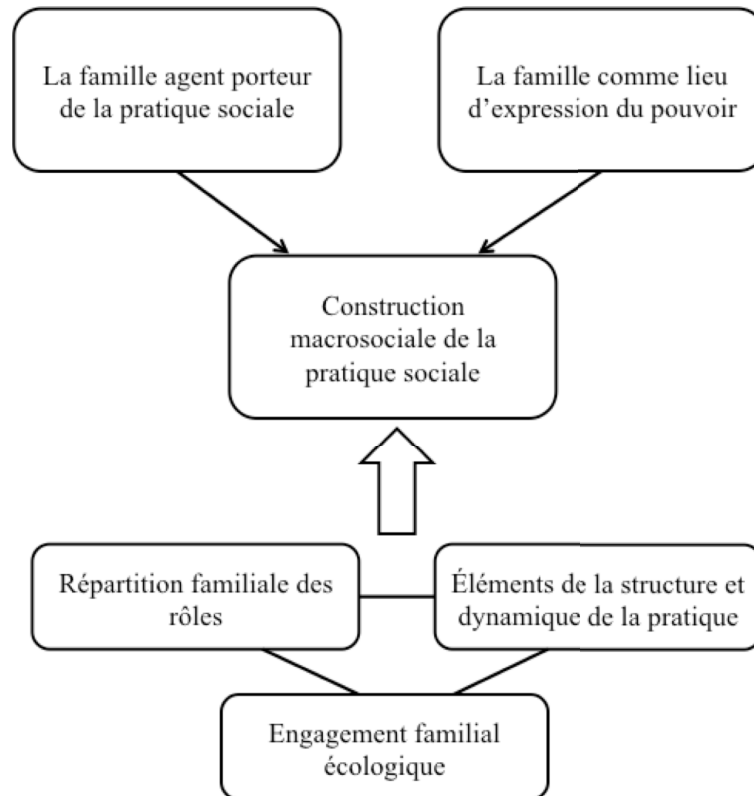 La famille agent porteur
de la pratique sociale
La famille comme lieu
d’expression du pouvoir
Construction
macrosociale de la
pratique sociale
Répartition familiale des
rôles
Éléments de la structure et
dynamique de la pratique
Engagement familial
écologique